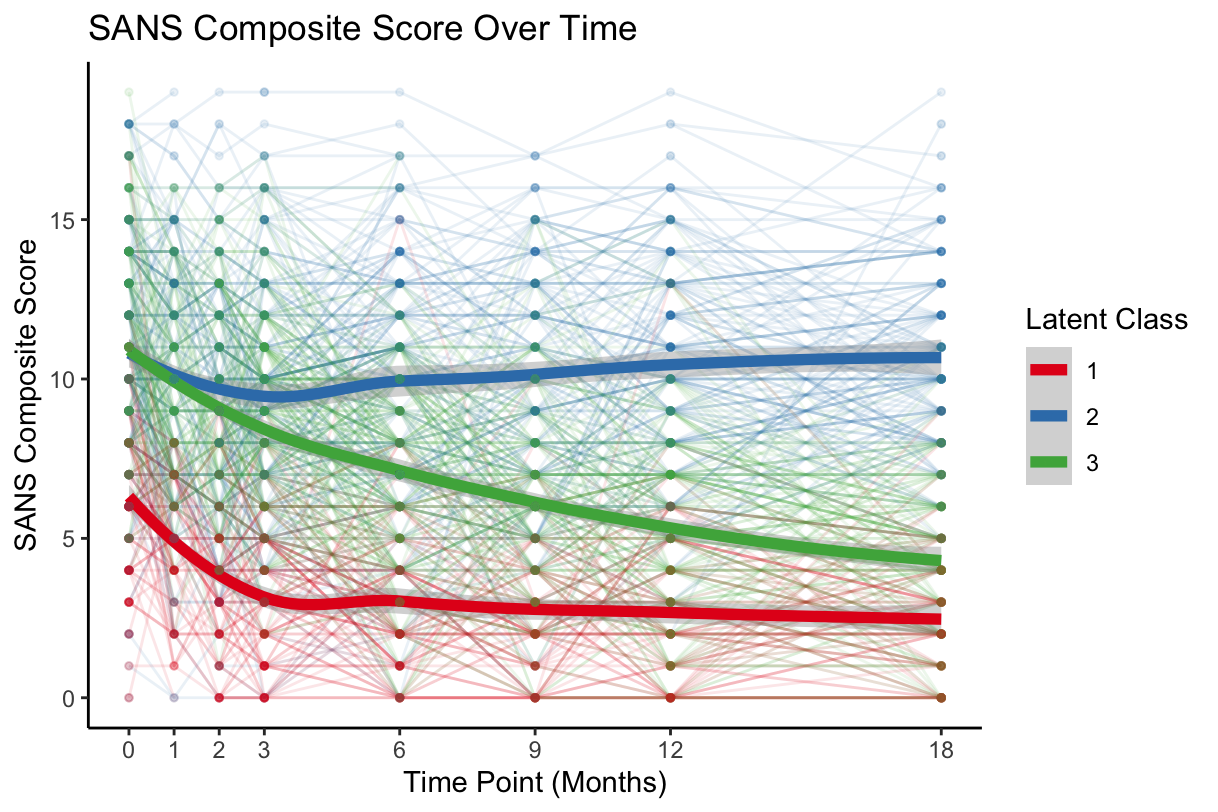 SANS Composite Score Over Time
SANS Composite Score
15
10
5
0
0 1 2 3 6 9 12 18
Time Point (Months)
Latent Class
1
2
3